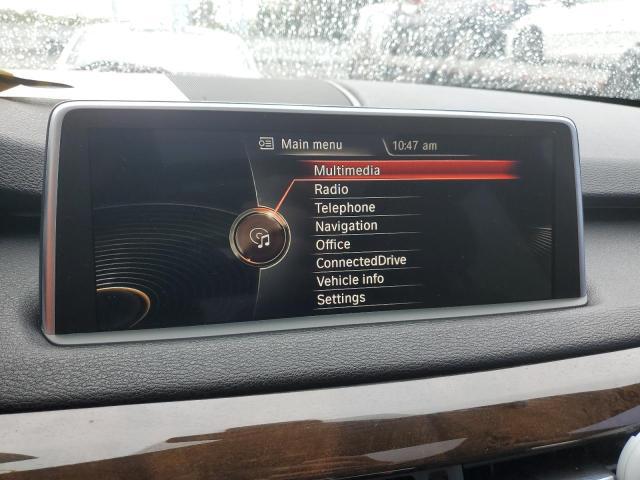 Main menu 10:47 am
Multimedia
Radio
Telephone
Navigation
Office
ConnectedDrive
Vehicle info
Settings